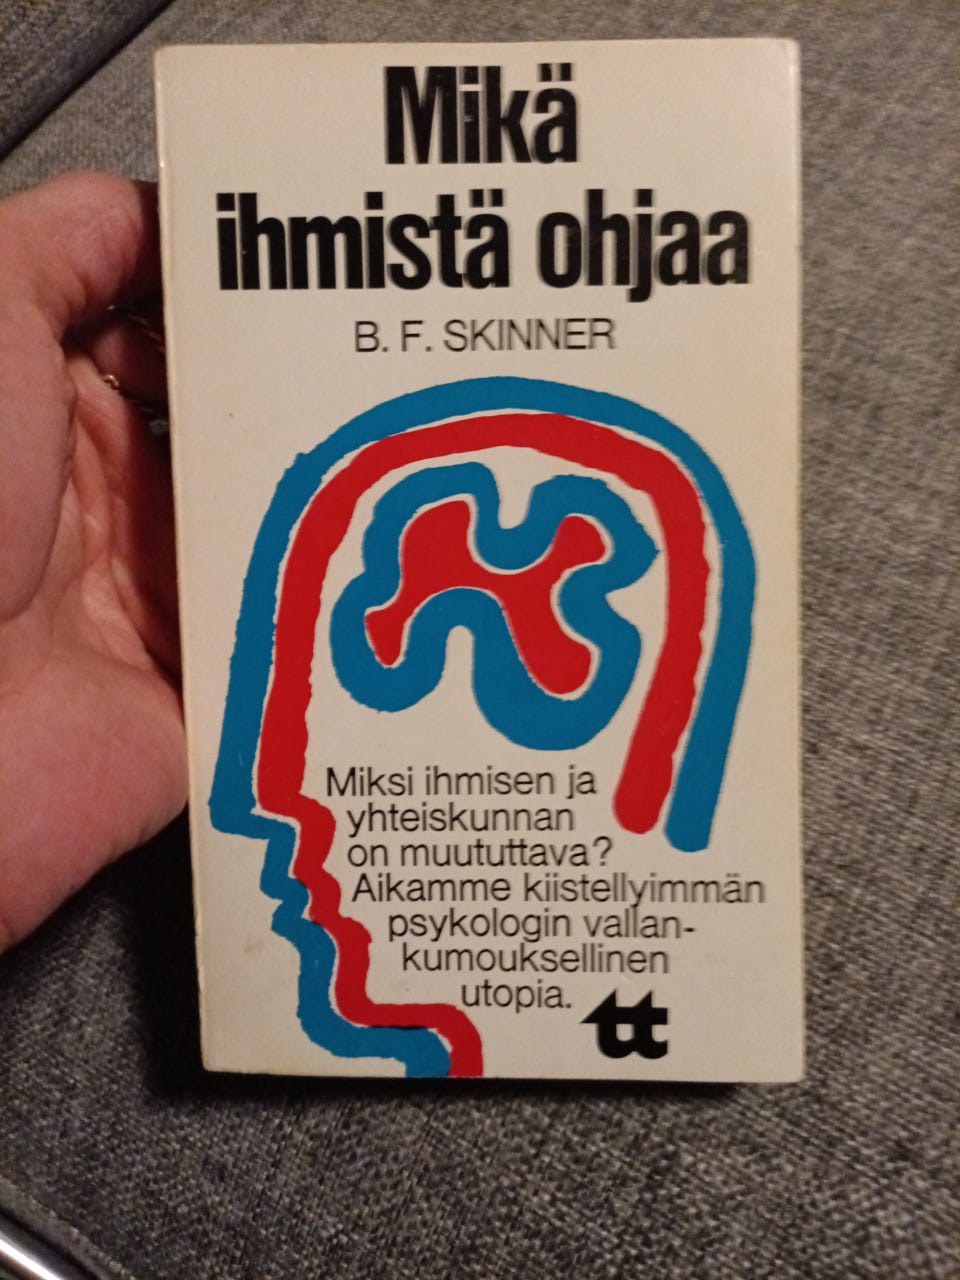 Mikä
ihmistä ohjaa
B. F. SKINNER
Miksi ihmisen ja
yhteiskunnan
on muututtava?
Aikamme kiistellyimmän
psykologin vallan-
kumouksellinen
utopia.
tt